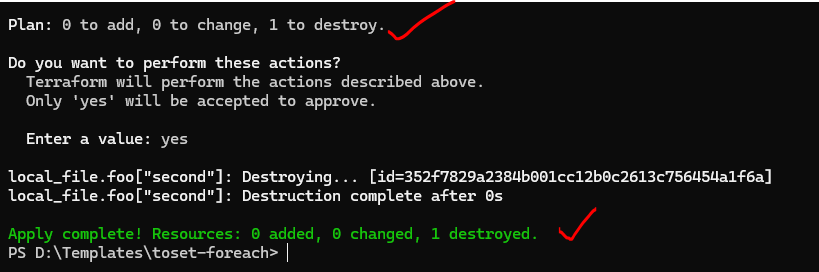 Plan: 0 to add, 0 to change, 1 to destroy.
Do you want to perform these actions?
Terraform will perform the actions described above.
Only 'yes' will be accepted to approve.
Enter a value: yes
local_file.foo["second"]: Destroying... [id=352f7829a2384b001cc12b0c2613c756454a1f6a]
local_file.foo["second"]: Destruction complete after 0s
Apply complete! Resources: 0 added, 0 changed, 1 destroyed.
PS D:\Templates\toset-foreach>